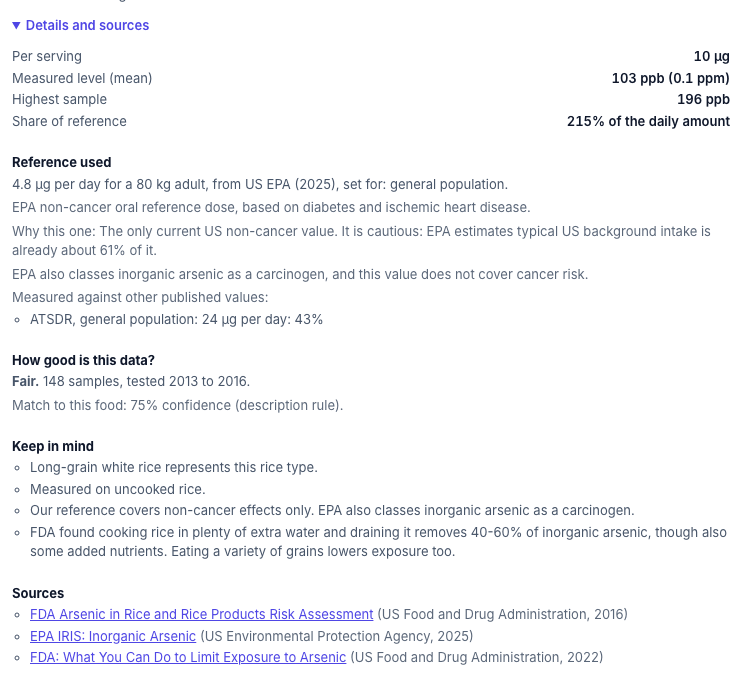 ▼ Details and sources
Per serving 10 µg
Measured level (mean) 103 ppb (0.1 ppm)
Highest sample 196 ppb
Share of reference 215% of the daily amount
Reference used
4.8 µg per day for a 80 kg adult, from US EPA (2025), set for: general population.
EPA non-cancer oral reference dose, based on diabetes and ischemic heart disease.
Why this one: The only current US non-cancer value. It is cautious: EPA estimates typical US background intake is
already about 61% of it.
EPA also classes inorganic arsenic as a carcinogen, and this value does not cover cancer risk.
Measured against other published values:
ATSDR, general population: 24 µg per day: 43%
How good is this data?
Fair. 148 samples, tested 2013 to 2016.
Match to this food: 75% confidence (description rule).
Keep in mind
Long-grain white rice represents this rice type.
Measured on uncooked rice.
Our reference covers non-cancer effects only. EPA also classes inorganic arsenic as a carcinogen.
FDA found cooking rice in plenty of extra water and draining it removes 40-60% of inorganic arsenic, though also
some added nutrients. Eating a variety of grains lowers exposure too.
Sources
FDA Arsenic in Rice and Rice Products Risk Assessment (US Food and Drug Administration, 2016)
EPA IRIS: Inorganic Arsenic (US Environmental Protection Agency, 2025)
FDA: What You Can Do to Limit Exposure to Arsenic (US Food and Drug Administration, 2022)